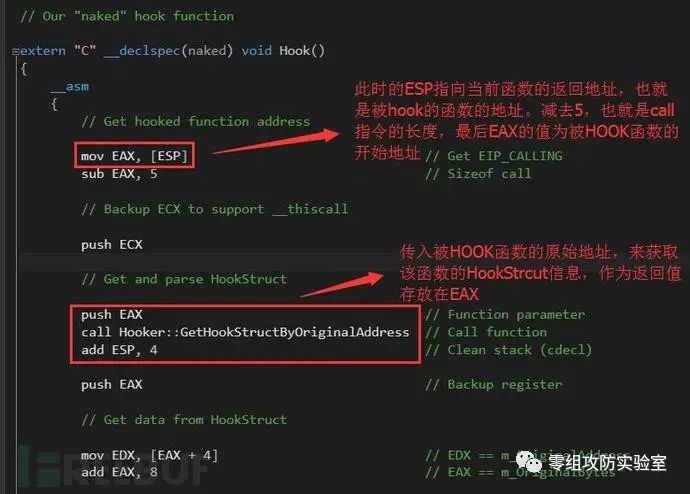 // Our "naked" hook function
extern "C" __declspec(naked) void Hook()
{
__asm
{
此时的ESP指向当前函数的返回地址，也就
是被hook的函数的地址。减去5，也就是call
指令的长度，最后EAX的值为被HOOK函数的
开始地址
// Get hooked function address
mov EAX, [ESP] // Get EIP_CALLING
sub EAX, 5 // Sizeof call
// Backup ECX to support __thiscall
push ECX
传入被HOOK函数的原始地址，来获取
该函数的HookStrcut信息，作为返回值
存放在EAX
// Get and parse HookStruct
push EAX // Function parameter
call Hooker::GetHookStructByOriginalAddress // Call function
add ESP, 4 // Clean stack (cdecl)
push EAX // Backup register
// Get data from HookStruct
mov EDX, [EAX + 4] // EDX == m_OriginalAddress
add EAX, 8 // EAX == m_OriginalBytes
REEBUF
零组攻防实验室